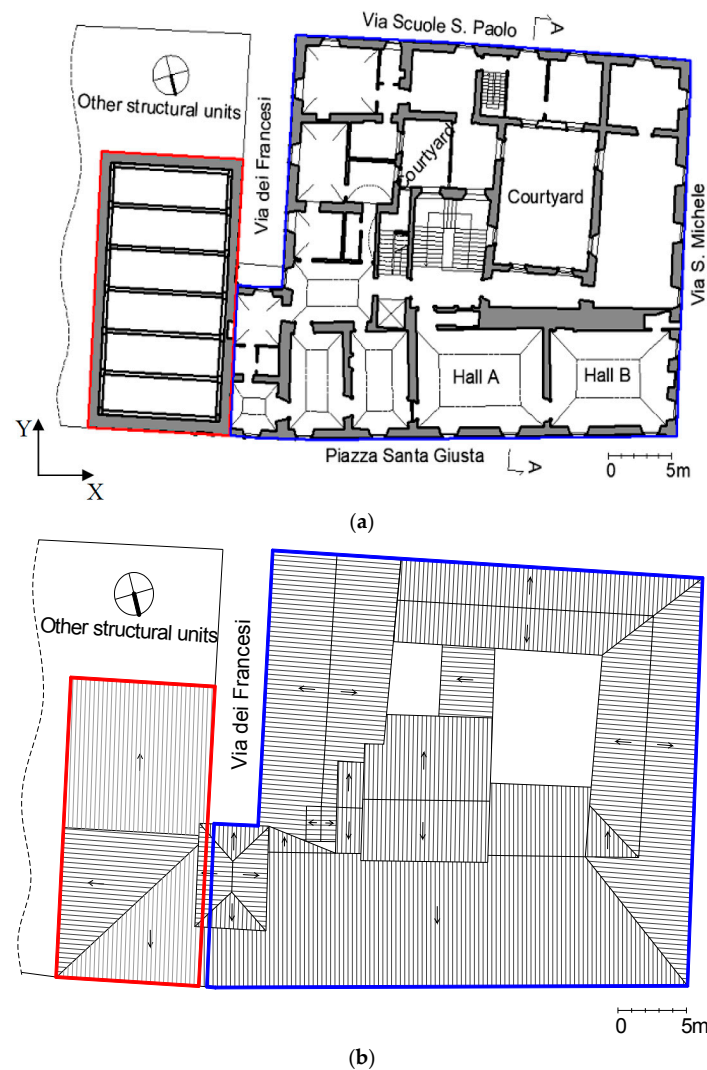 Via Scuole S. Paolo
A
Other structural units
Via dei Francesi
Courtyard
Courtyard
Via S. Michele
Hall A
Hall B
Y
X
Piazza Santa Giusta
A
0 5m
(a)
Other structural units
Via dei Francesi
0 5m
(b)